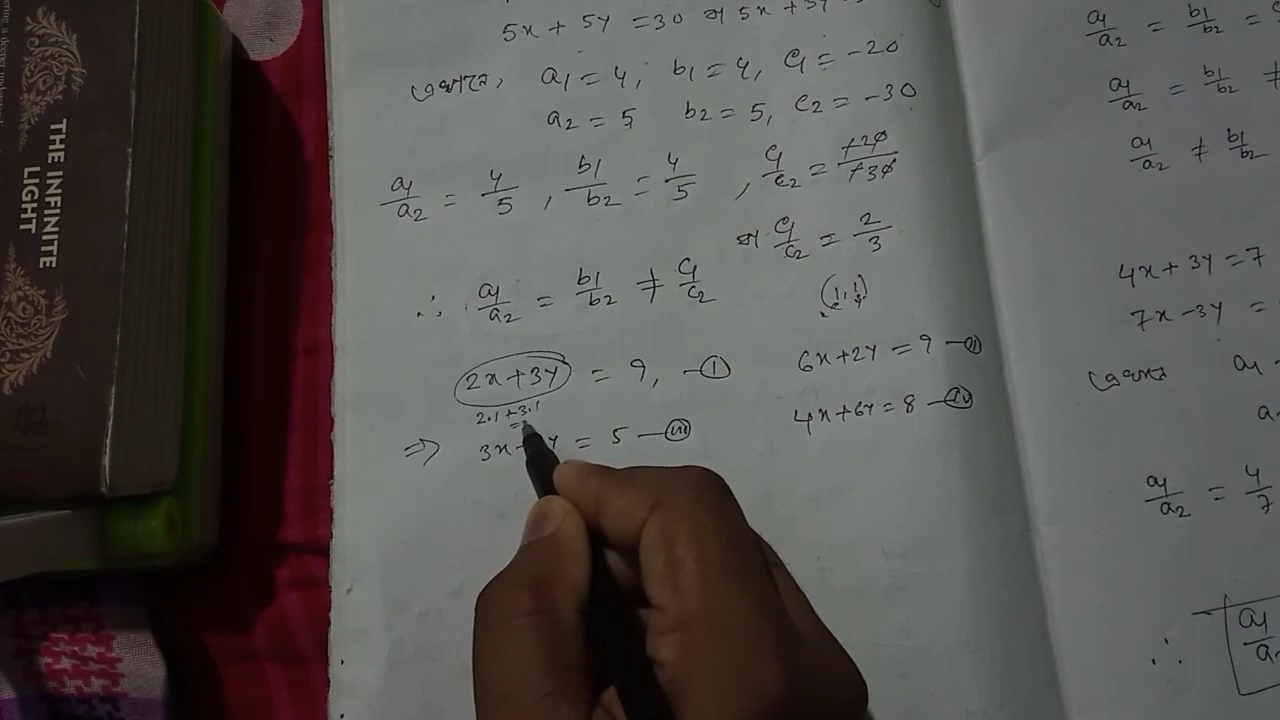 THE INFINITE
LIGHT
5x + 5y = 30 বা 5x + 5y
এখানে, a₁ = 4, b₁ = 4, c₁ = -20
a₂ = 5 b₂ = 5, c₂ = -30
a₁/a₂ = 4/5, b₁/b₂ = 4/5, c₁/c₂ = +20/+30
বা c₁/c₂ = 2/3
∴ a₁/a₂ = b₁/b₂ ≠ c₁/c₂ (1,1)
2x+3y = 9, —(i) 6x+2y = 9 —(ii)
2.1+3.1
=
⇒ 3x y = 5 —(iii) 4x+6y = 8 —(iv)
a₁/a₂ = b₁/b₂ =
a₁/a₂ = b₁/b₂ ≠
a₁/a₂ ≠ b₁/b₂
4x + 3y = 7
7x - 3y =
এখানে a₁ -
a₂
a₁/a₂ = 4/7
∴ a₁/a